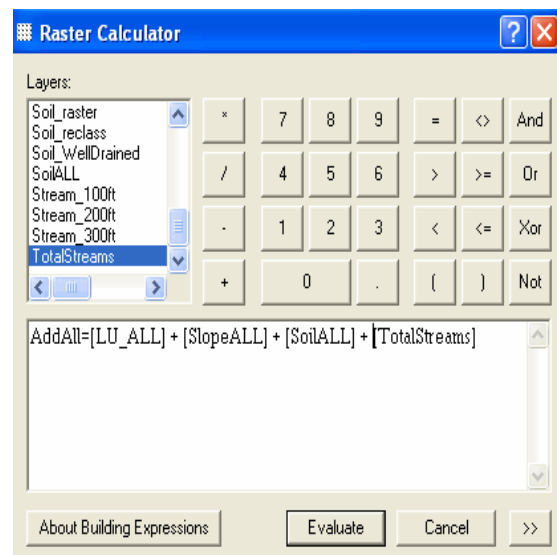 Raster Calculator
Layers:
Soil_raster
Soil_reclass
Soil_WellDrained
SoilALL
Stream_100ft
Stream_200ft
Stream_300ft
TotalStreams
* 7 8 9 = <> And
/ 4 5 6 > >= Or
- 1 2 3 < <= Xor
+ 0 . ( ) Not
AddAll=[LU_ALL] + [SlopeALL] + [SoilALL] + [TotalStreams]
About Building Expressions Evaluate Cancel >>